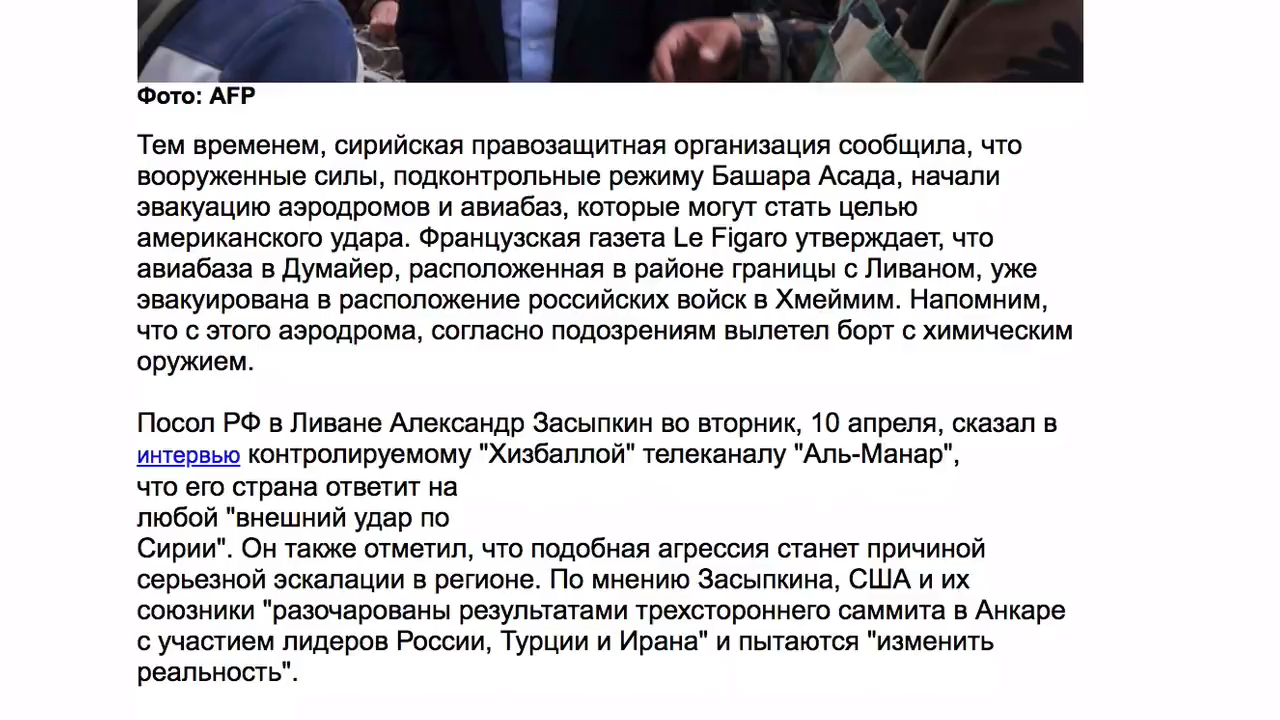 Фото: AFP
Тем временем, сирийская правозащитная организация сообщила, что
вооруженные силы, подконтрольные режиму Башара Асада, начали
эвакуацию аэродромов и авиабаз, которые могут стать целью
американского удара. Французская газета Le Figaro утверждает, что
авиабаза в Думайер, расположенная в районе границы с Ливаном, уже
эвакуирована в расположение российских войск в Хмеймим. Напомним,
что с этого аэродрома, согласно подозрениям вылетел борт с химическим
оружием.
Посол РФ в Ливане Александр Засыпкин во вторник, 10 апреля, сказал в
интервью контролируемому "Хизбаллой" телеканалу "Аль-Манар",
что его страна ответит на
любой "внешний удар по
Сирии". Он также отметил, что подобная агрессия станет причиной
серьезной эскалации в регионе. По мнению Засыпкина, США и их
союзники "разочарованы результатами трехстороннего саммита в Анкаре
с участием лидеров России, Турции и Ирана" и пытаются "изменить
реальность".